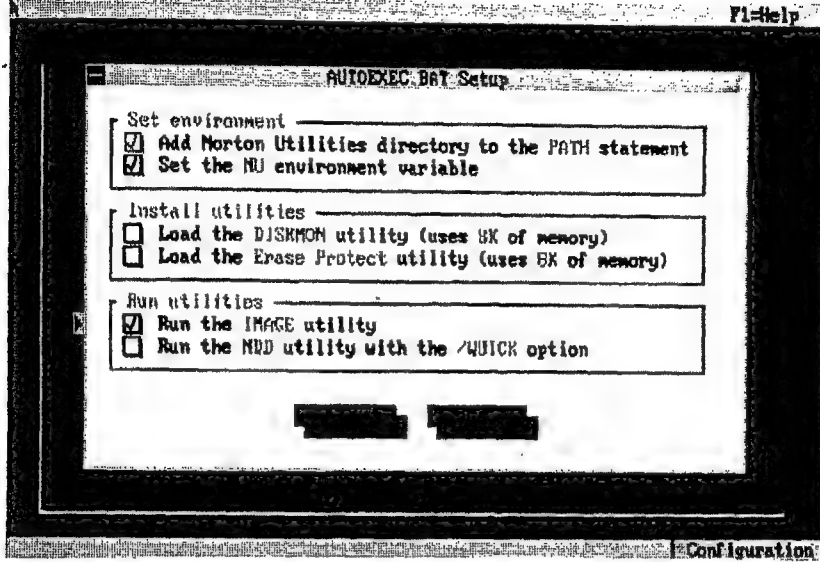 F1=Help
AUTOEXEC.BAT Setup
Set environment
Add Norton Utilities directory to the PATH statement
Set the NU environment variable
Install utilities
Load the DISKMON utility (uses 8K of memory)
Load the Erase Protect utility (uses 8K of memory)
Run utilities
Run the IMAGE utility
Run the NDD utility with the /QUICK option
Configuration